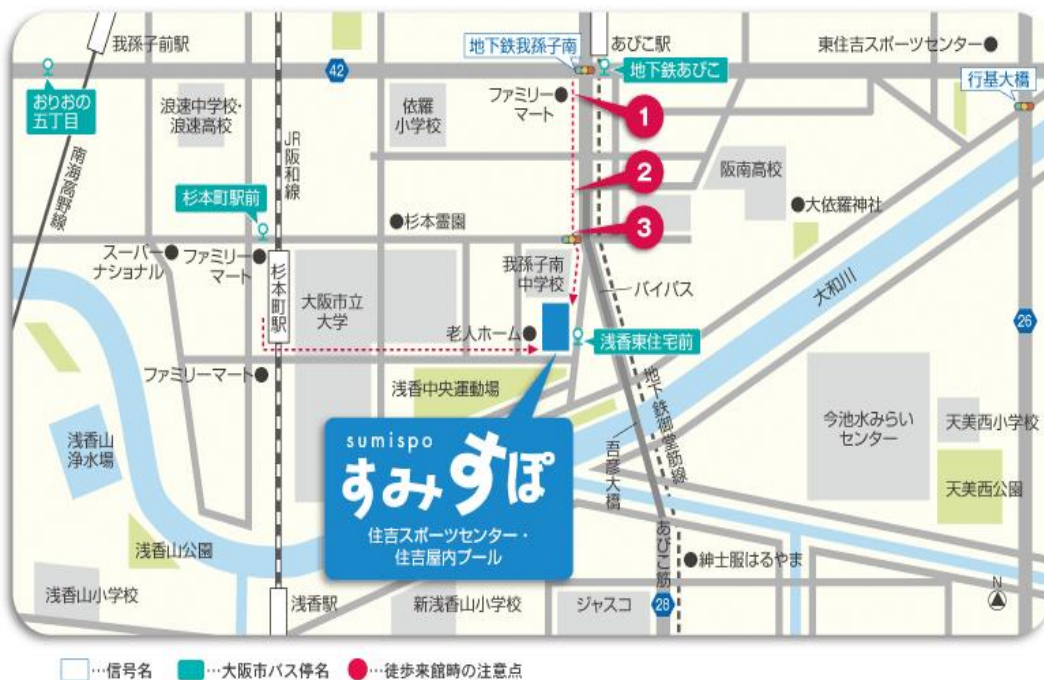 我孫子前駅
地下鉄我孫子南
あびこ駅
東住吉スポーツセンター
42
地下鉄あびこ
行基大橋
おりおの
五丁目
浪速中学校・
浪速高校
依羅
小学校
ファミリー
マート
1
JR阪和線
南海高野線
2
阪南高校
杉本町駅前
杉本霊園
3
大依羅神社
スーパー
ナショナル
ファミリー
マート
杉本町駅
我孫子南
中学校
バイパス
大和川
大阪市立
大学
老人ホーム
浅香東住宅前
26
ファミリーマート
浅香中央運動場
地下鉄御堂筋線
今池水みらい
センター
天美西小学校
浅香山
浄水場
sumispo
すみすぽ
住吉スポーツセンター・
住吉屋内プール
吾彦大橋
天美西公園
浅香山公園
あびこ筋
紳士服はるやま
浅香山小学校
浅香駅
新浅香山小学校
ジャスコ
28
N
…信号名 …大阪市バス停名 …徒歩来館時の注意点